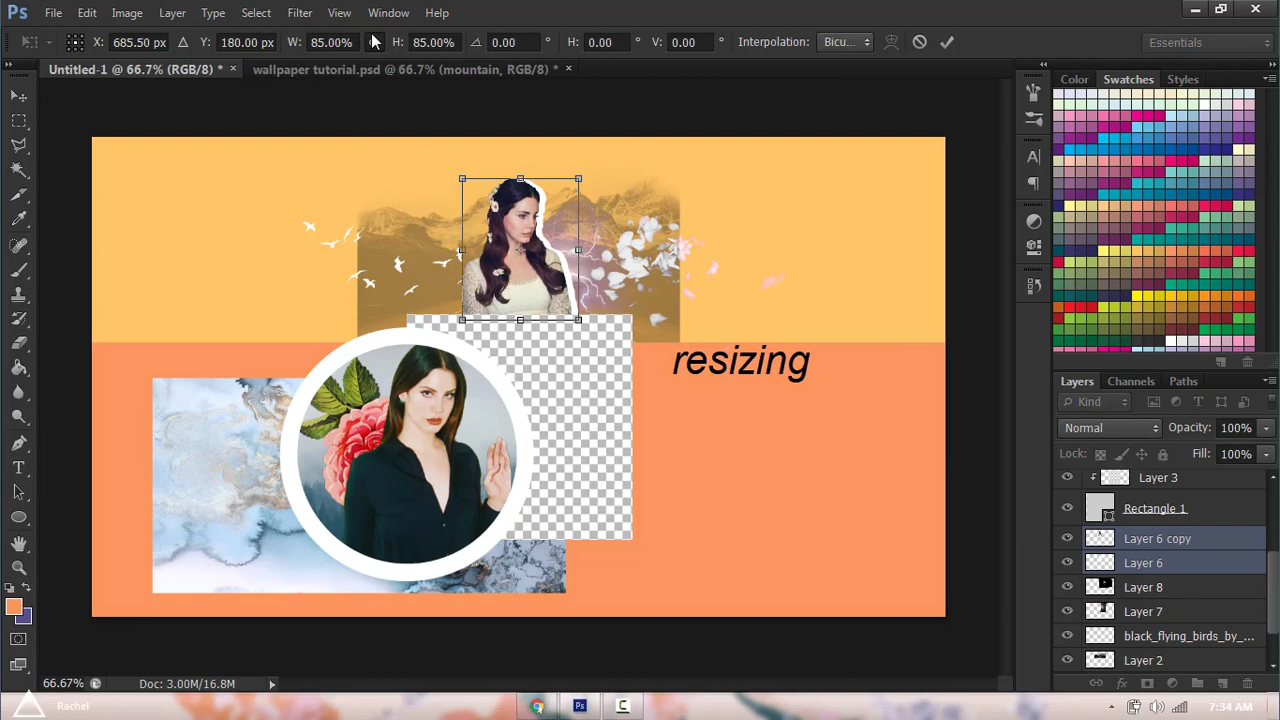 Ps File Edit Image Layer Type Select Filter View Window Help
X: 685.50 px Y: 180.00 px W: 85.00% H: 85.00% 0.00 ° H: 0.00 ° V: 0.00 ° Interpolation: Bicu... Essentials
Untitled-1 @ 66.7% (RGB/8) * × wallpaper tutorial.psd @ 66.7% (mountain, RGB/8) * ×
Color Swatches Styles
resizing
Layers Channels Paths
Kind
Normal Opacity: 100%
Lock: Fill: 100%
Layer 3
Rectangle 1
Layer 6 copy
Layer 6
Layer 8
Layer 7
black_flying_birds_by_...
Layer 2
66.67% Doc: 3.00M/16.8M
Rachel Ps 7:34 AM